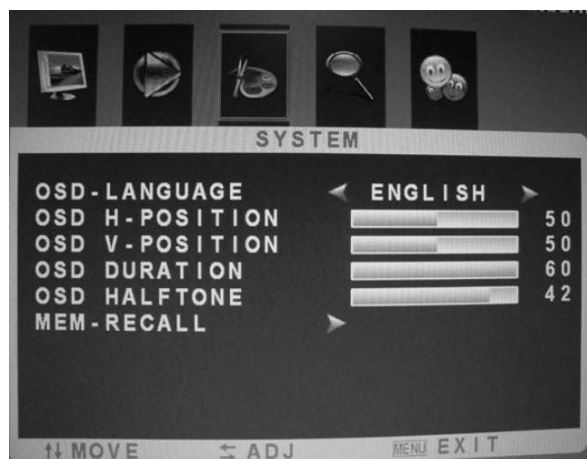 SYSTEM
OSD-LANGUAGE ENGLISH
OSD H-POSITION 50
OSD V-POSITION 50
OSD DURATION 60
OSD HALFTONE 42
MEM-RECALL
↑↓ MOVE ⇆ ADJ MENU EXIT